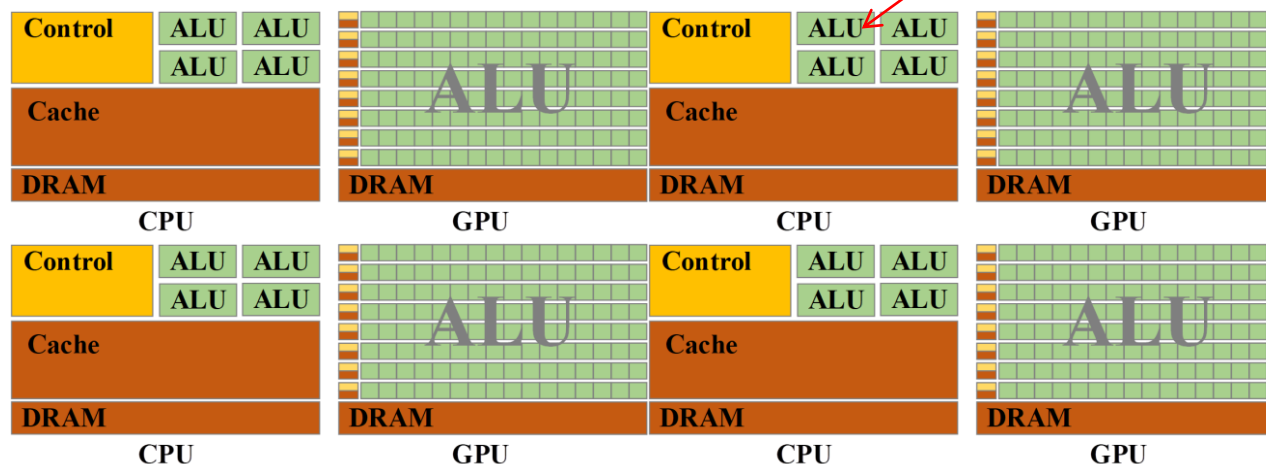 Control ALU ALU Control ALU ALU
ALU ALU ALU ALU ALU ALU
Cache Cache
DRAM DRAM DRAM DRAM
CPU GPU CPU GPU
Control ALU ALU Control ALU ALU
ALU ALU ALU ALU ALU ALU
Cache Cache
DRAM DRAM DRAM DRAM
CPU GPU CPU GPU